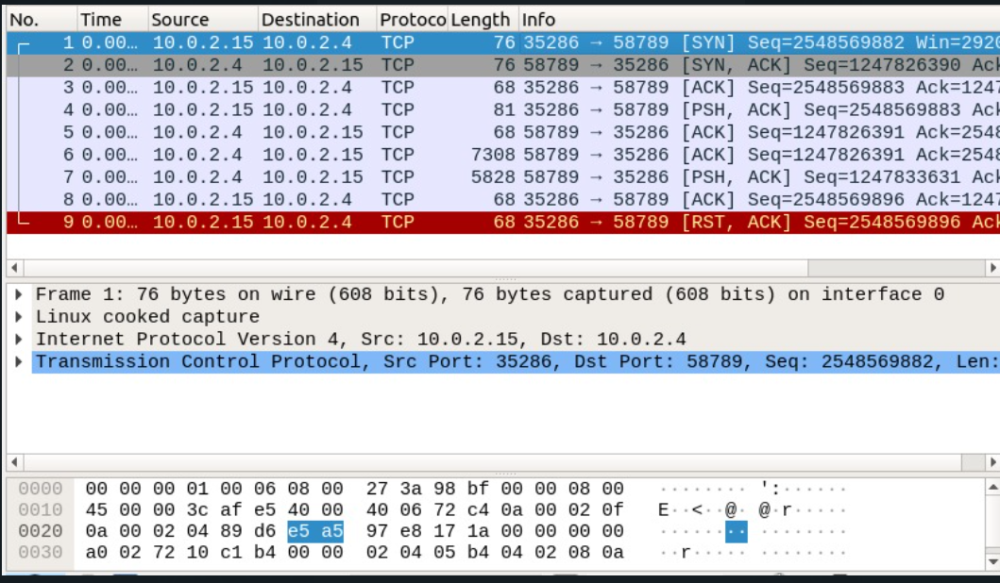 No. Time Source Destination Protoco Length Info
1 0.00… 10.0.2.15 10.0.2.4 TCP 76 35286 → 58789 [SYN] Seq=2548569882 Win=2920
2 0.00… 10.0.2.4 10.0.2.15 TCP 76 58789 → 35286 [SYN, ACK] Seq=1247826390 Ack
3 0.00… 10.0.2.15 10.0.2.4 TCP 68 35286 → 58789 [ACK] Seq=2548569883 Ack=1247
4 0.00… 10.0.2.15 10.0.2.4 TCP 81 35286 → 58789 [PSH, ACK] Seq=2548569883 Ack
5 0.00… 10.0.2.4 10.0.2.15 TCP 68 58789 → 35286 [ACK] Seq=1247826391 Ack=2548
6 0.00… 10.0.2.4 10.0.2.15 TCP 7308 58789 → 35286 [ACK] Seq=1247826391 Ack=2548
7 0.00… 10.0.2.4 10.0.2.15 TCP 5828 58789 → 35286 [PSH, ACK] Seq=1247833631 Ack
8 0.00… 10.0.2.15 10.0.2.4 TCP 68 35286 → 58789 [ACK] Seq=2548569896 Ack=1247
9 0.00… 10.0.2.15 10.0.2.4 TCP 68 35286 → 58789 [RST, ACK] Seq=2548569896 Ack
Frame 1: 76 bytes on wire (608 bits), 76 bytes captured (608 bits) on interface 0
Linux cooked capture
Internet Protocol Version 4, Src: 10.0.2.15, Dst: 10.0.2.4
Transmission Control Protocol, Src Port: 35286, Dst Port: 58789, Seq: 2548569882, Len:
0000 00 00 00 01 00 06 08 00 27 3a 98 bf 00 00 08 00 ········ ':······
0010 45 00 00 3c af e5 40 00 40 06 72 c4 0a 00 02 0f E··<··@· @·r·····
0020 0a 00 02 04 89 d6 e5 a5 97 e8 17 1a 00 00 00 00 ········ ········
0030 a0 02 72 10 c1 b4 00 00 02 04 05 b4 04 02 08 0a ··r····· ········